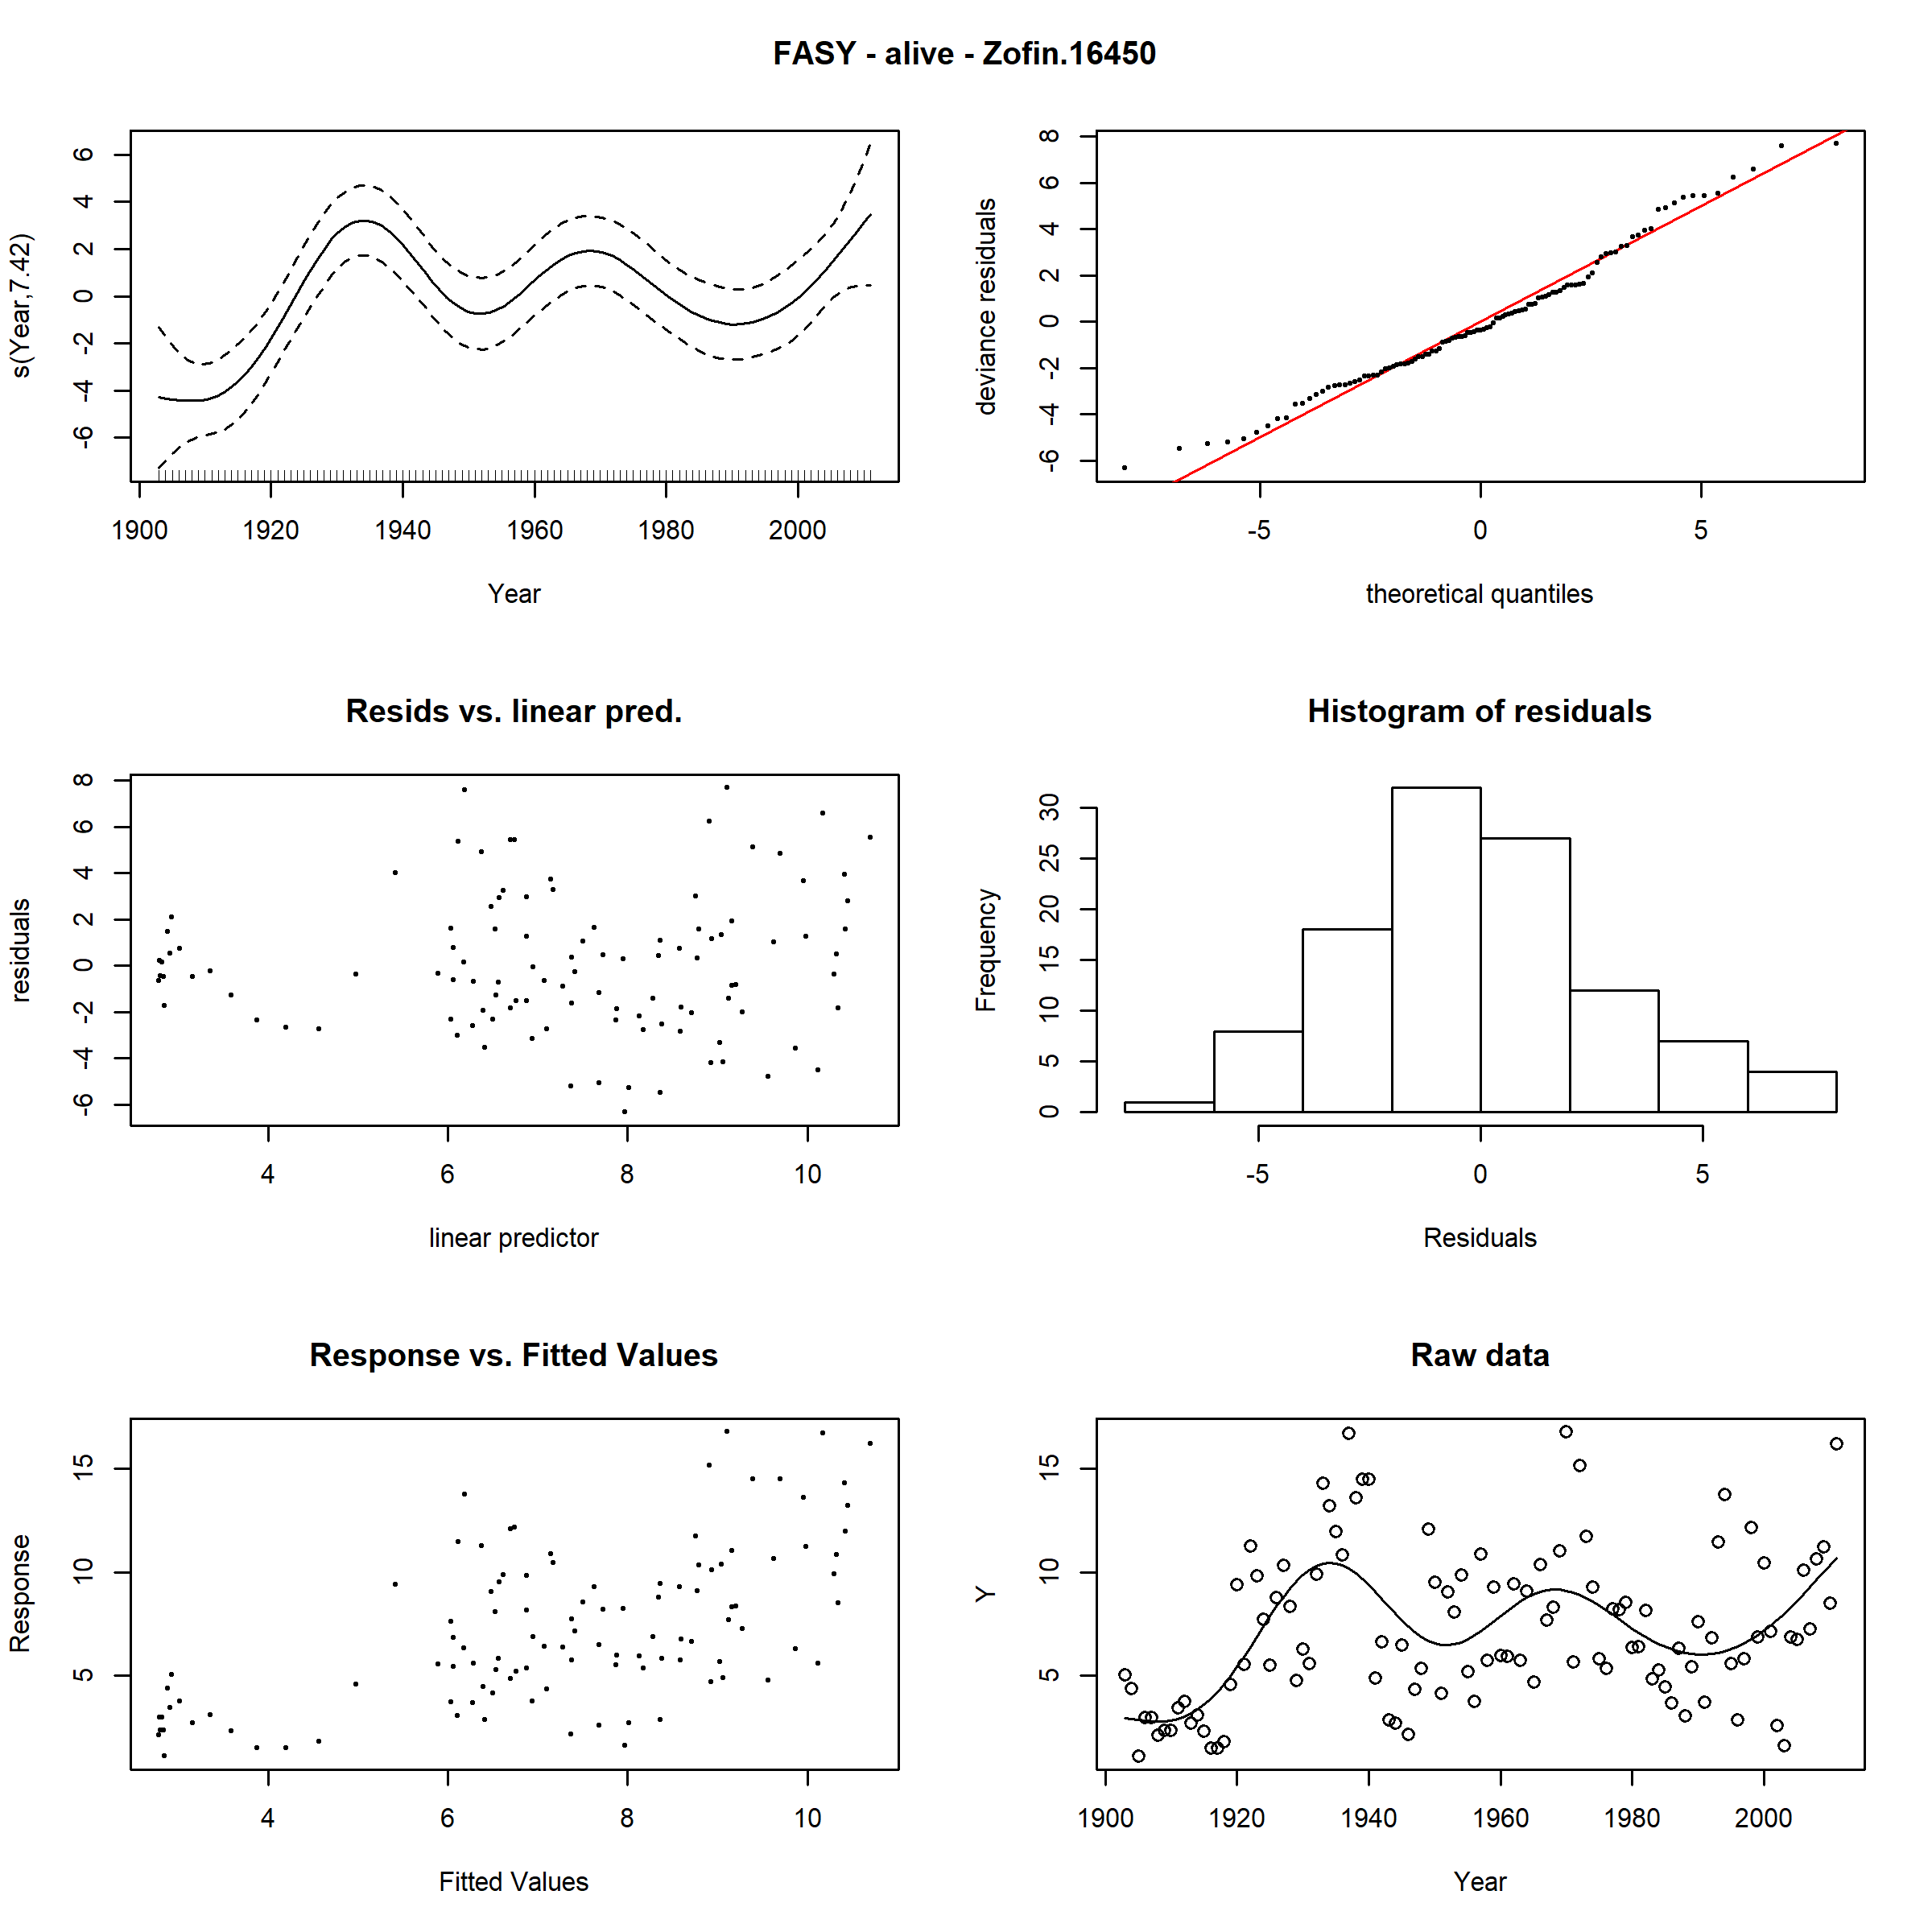 FASY - alive - Zofin.16450
s(Year,7.42)
6
4
2
0
-2
-4
-6
1900 1920 1940 1960 1980 2000
Year
deviance residuals
8
6
4
2
0
-2
-4
-6
-5 0 5
theoretical quantiles
Resids vs. linear pred.
residuals
8
6
4
2
0
-2
-4
-6
4 6 8 10
linear predictor
Histogram of residuals
Frequency
30
25
20
15
10
5
0
-5 0 5
Residuals
Response vs. Fitted Values
Response
15
10
5
4 6 8 10
Fitted Values
Raw data
Y
15
10
5
1900 1920 1940 1960 1980 2000
Year